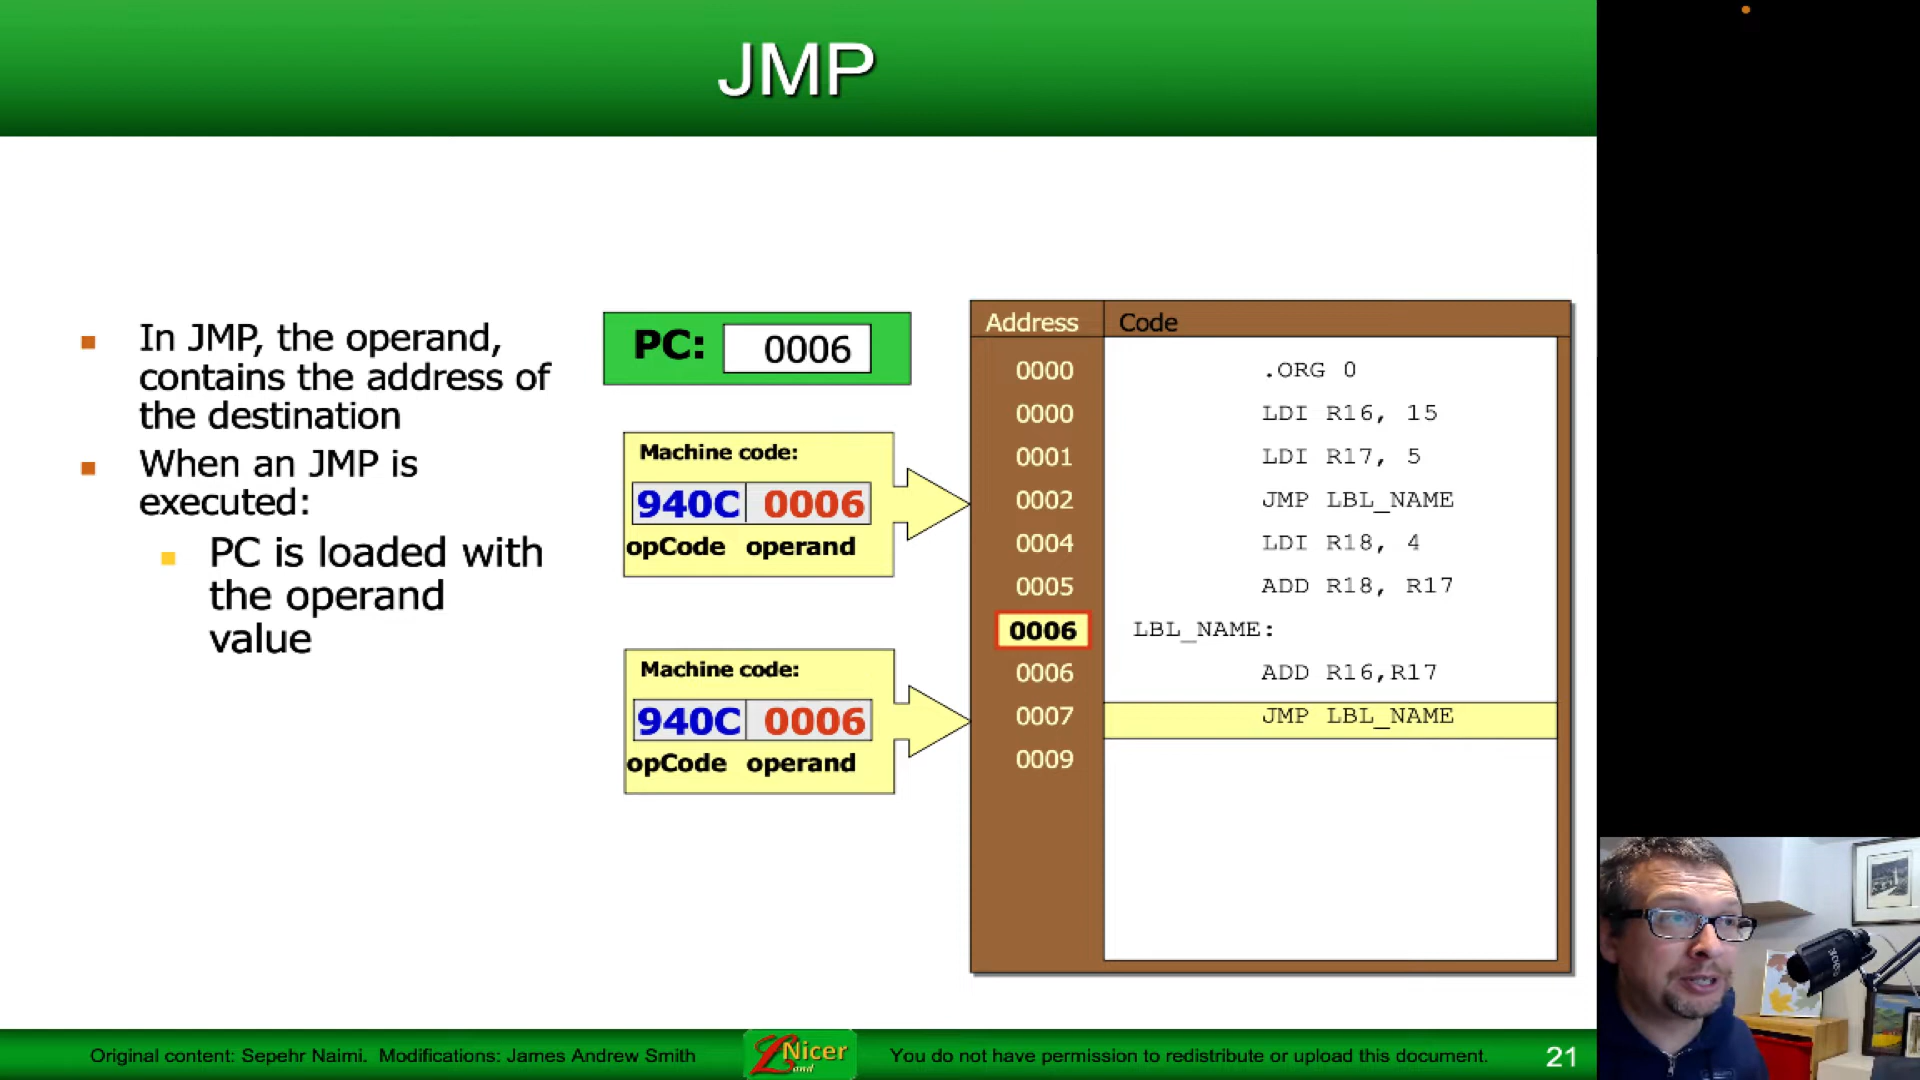 JMP
In JMP, the operand,
contains the address of
the destination
When an JMP is
executed:
PC is loaded with
the operand
value
PC: 0006
Machine code:
940C 0006
opCode operand
Machine code:
940C 0006
opCode operand
Address Code
0000 .ORG 0
0000 LDI R16, 15
0001 LDI R17, 5
0002 JMP LBL_NAME
0004 LDI R18, 4
0005 ADD R18, R17
0006 LBL_NAME:
0006 ADD R16,R17
0007 JMP LBL_NAME
0009
Original content: Sepehr Naimi. Modifications: James Andrew Smith
Nicer
Land
You do not have permission to redistribute or upload this document.
21
RODE